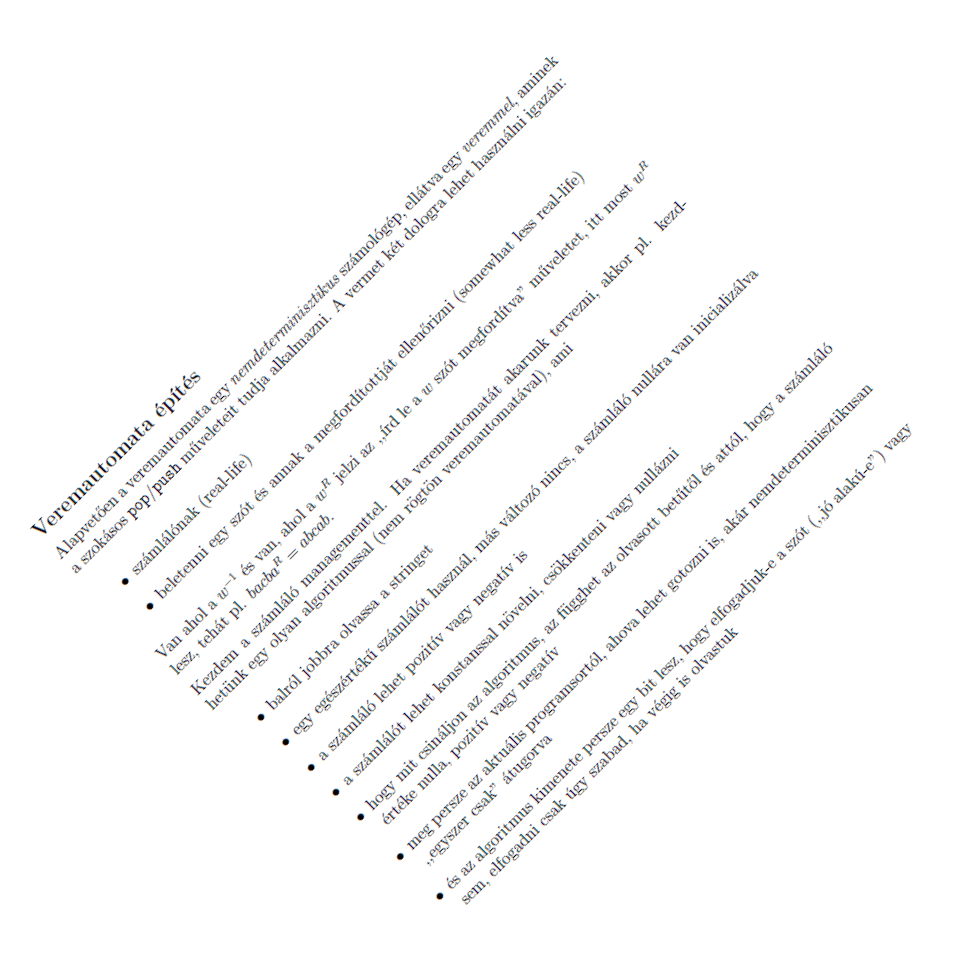 Veremautomata építés
Alapvetően a veremautomata egy nemdeterminisztikus számológép, ellátva egy veremmel, aminek
a szokásos pop/push műveleteit tudja alkalmazni. A vermet két dologra lehet használni igazán:
• számlálónak (real-life)
• beletenni egy szót és annak a megfordítottját ellenőrizni (somewhat less real-life)
Van ahol a w⁻¹ és van, ahol a wᴿ jelzi az „írd le a w szót megfordítva” műveletet, itt most wᴿ
lesz, tehát pl. bacbaᴿ = abcab.
Kezdem a számláló managementtel. Ha veremautomatát akarunk tervezni, akkor pl. kezd-
hetünk egy olyan algoritmussal (nem rögtön veremautomatával), ami
• balról jobbra olvassa a stringet
• egy egészértékű számlálót használ, más változó nincs, a számláló nullára van inicializálva
• a számláló lehet pozitív vagy negatív is
• a számlálót lehet konstanssal növelni, csökkenteni vagy nullázni
• hogy mit csináljon az algoritmus, az függhet az olvasott betűtől és attól, hogy a számláló
értéke nulla, pozitív vagy negatív
• meg persze az aktuális programsortól, ahova lehet gotozni is, akár nemdeterminisztikusan
„egyszer csak” átugorva
• és az algoritmus kimenete persze egy bit lesz, hogy elfogadjuk-e a szót („jó alakú-e”) vagy
sem, elfogadni csak úgy szabad, ha végig is olvastuk